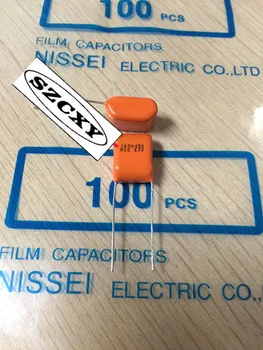 100 PCS
FILM CAPACITORS
NISSEI ELECTRIC CO.,LTD
SZCXY
100
PCS
FILM CAPACITORS
NISSEI ELECTRIC CO.,